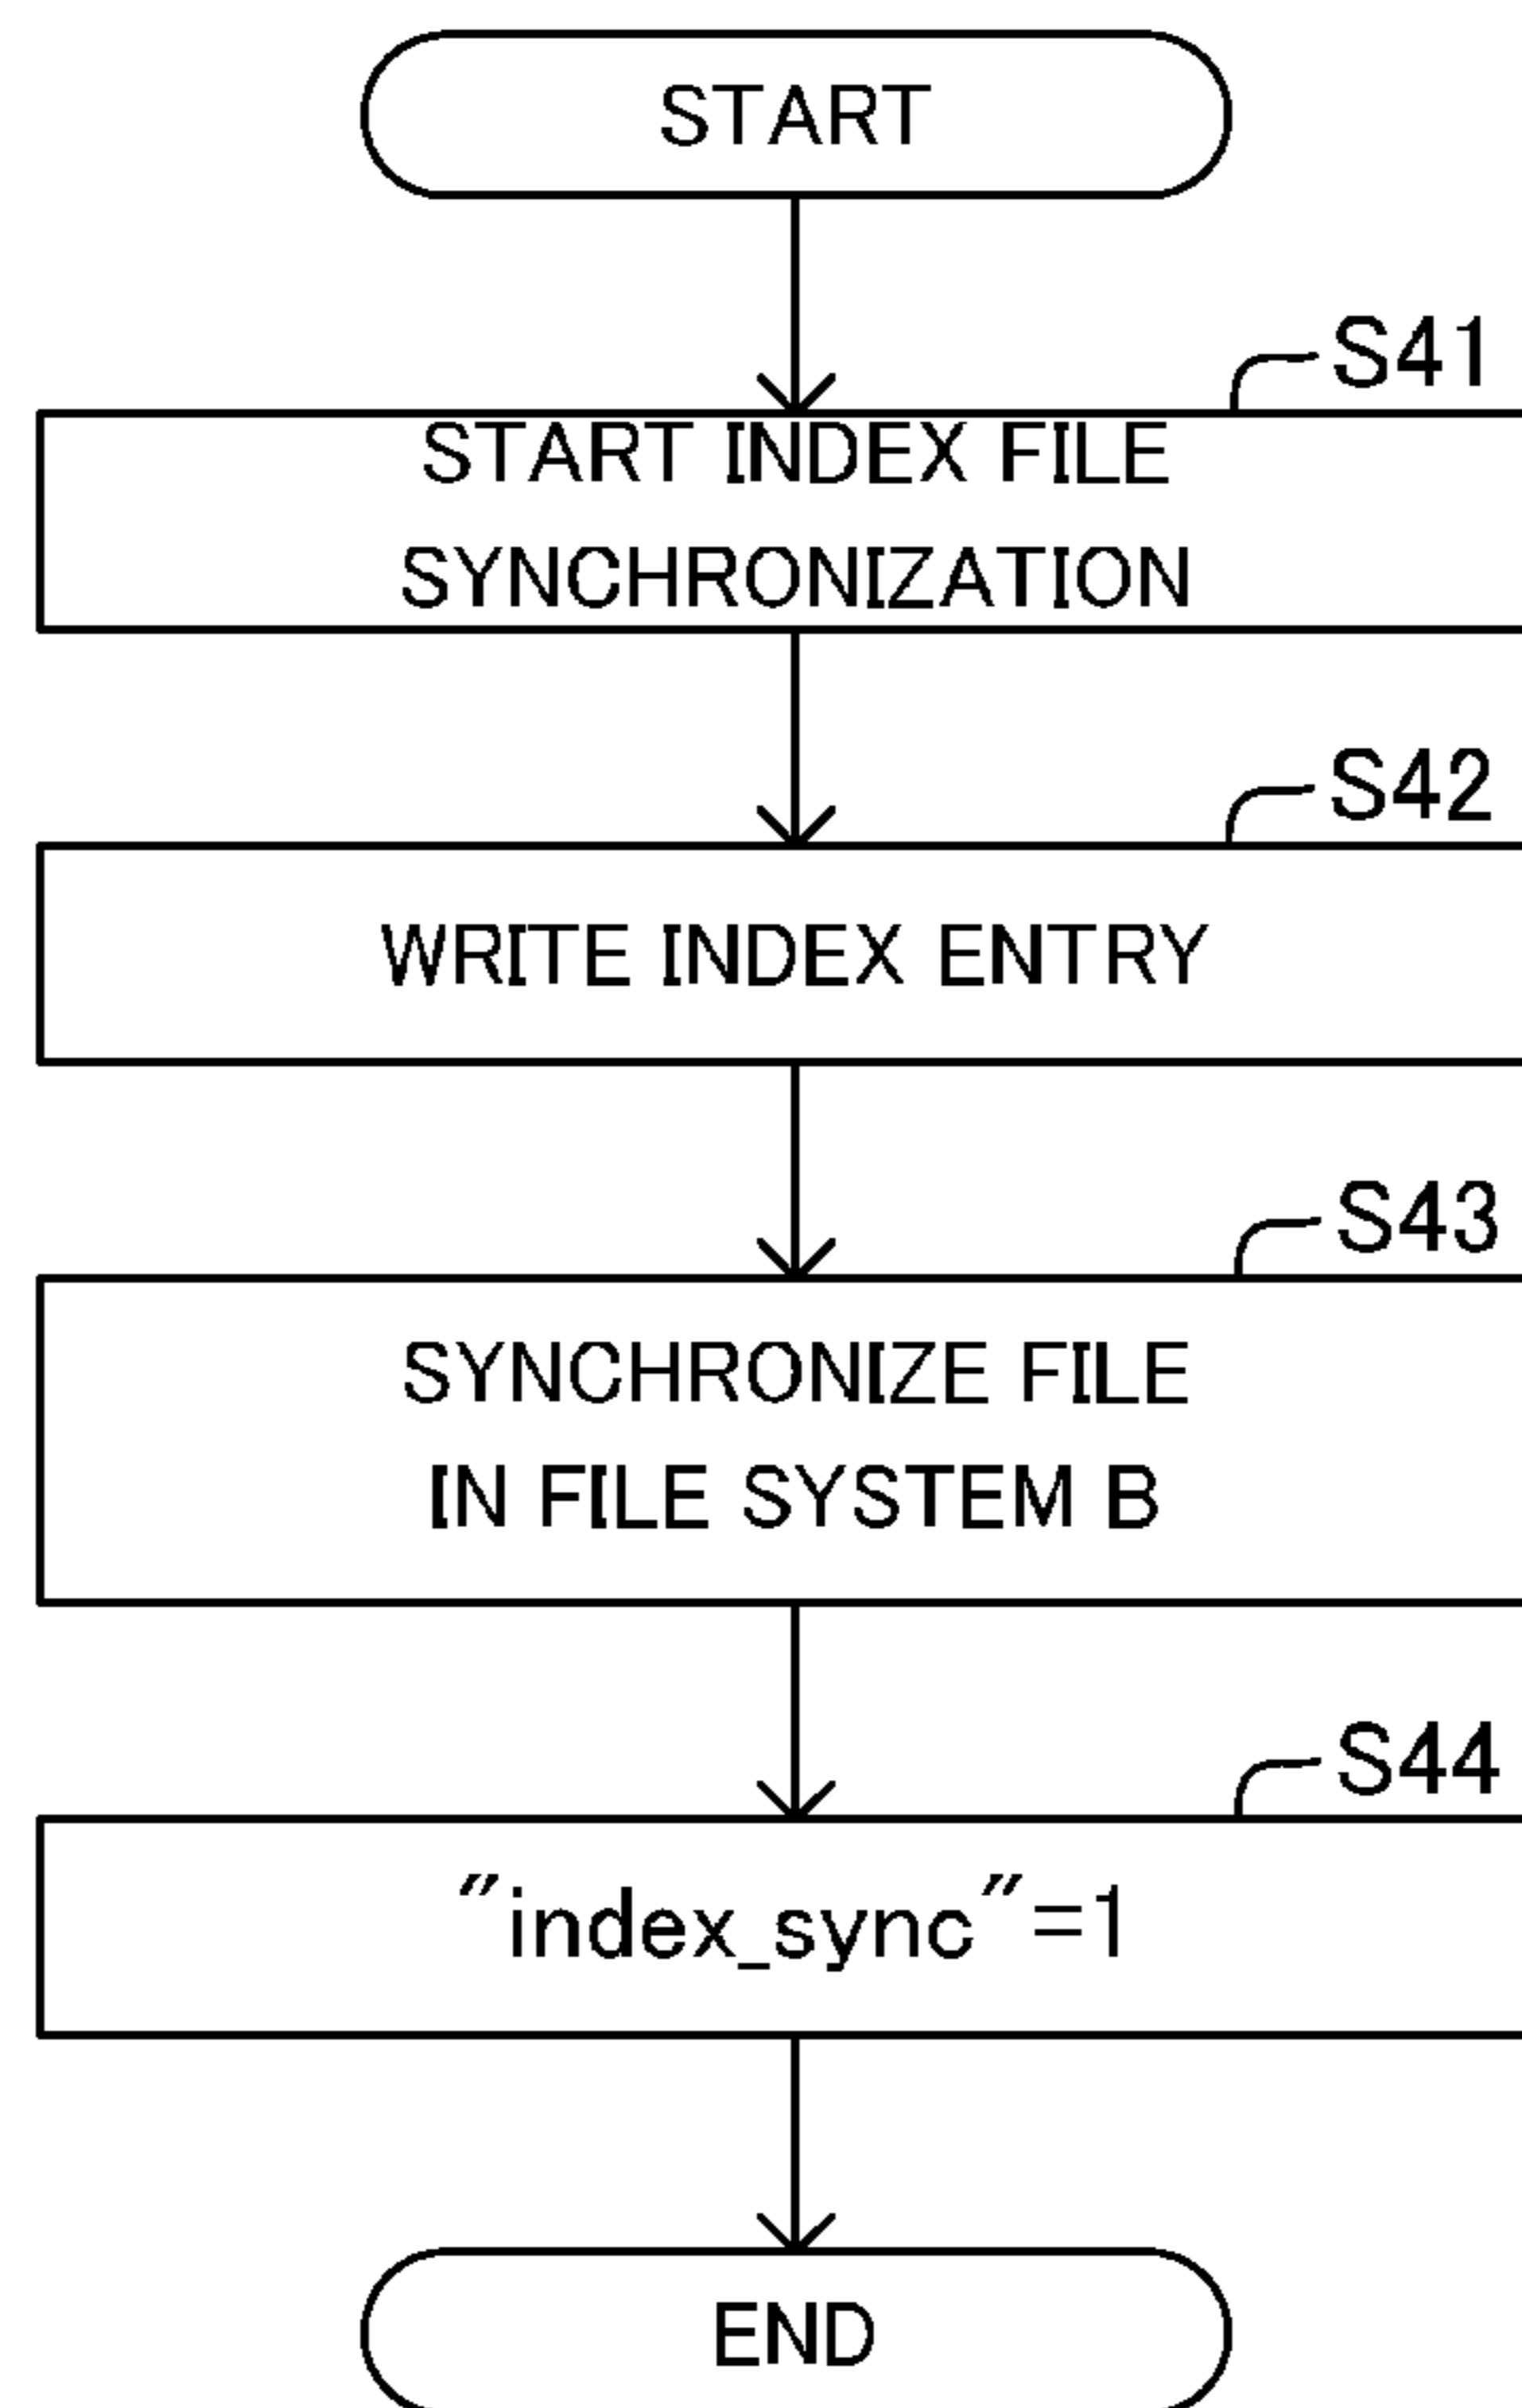 START
S41
START INDEX FILE
SYNCHRONIZATION
S42
WRITE INDEX ENTRY
S43
SYNCHRONIZE FILE
IN FILE SYSTEM B
S44
"index_sync"=1
END